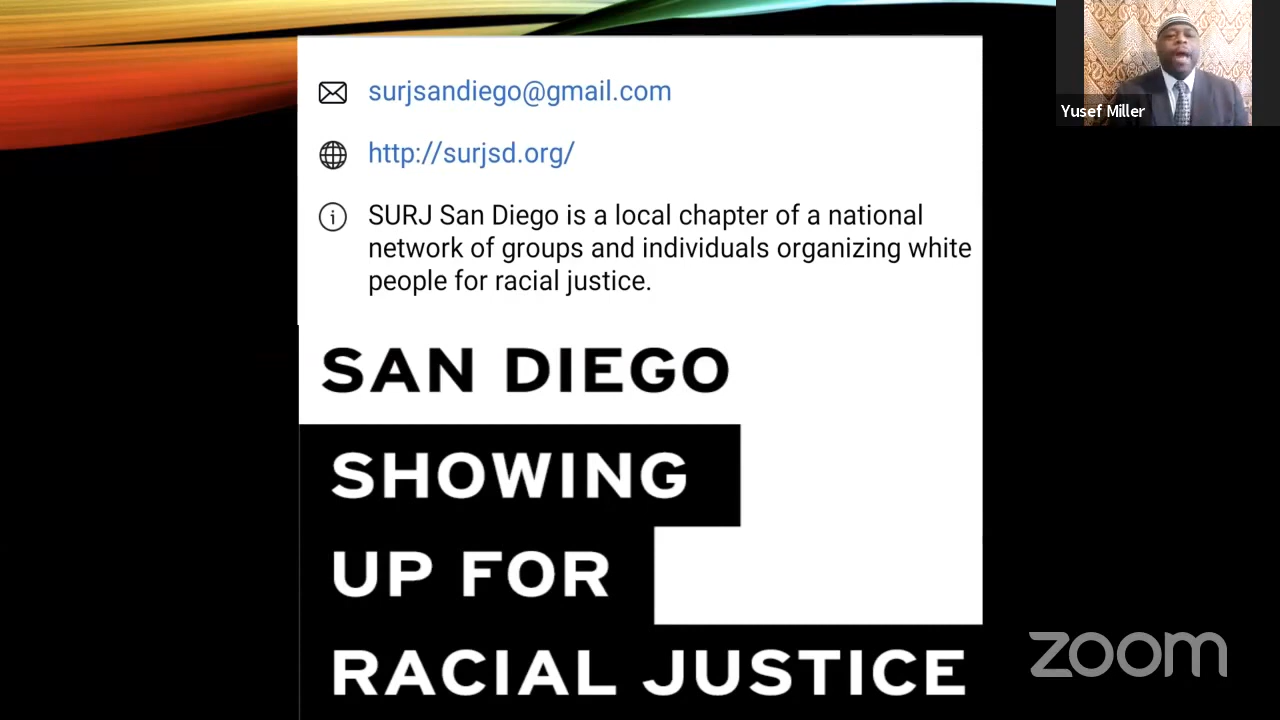 surjsandiego@gmail.com
http://surjsd.org/
SURJ San Diego is a local chapter of a national
network of groups and individuals organizing white
people for racial justice.
SAN DIEGO
SHOWING
UP FOR
RACIAL JUSTICE
Yusef Miller
zoom